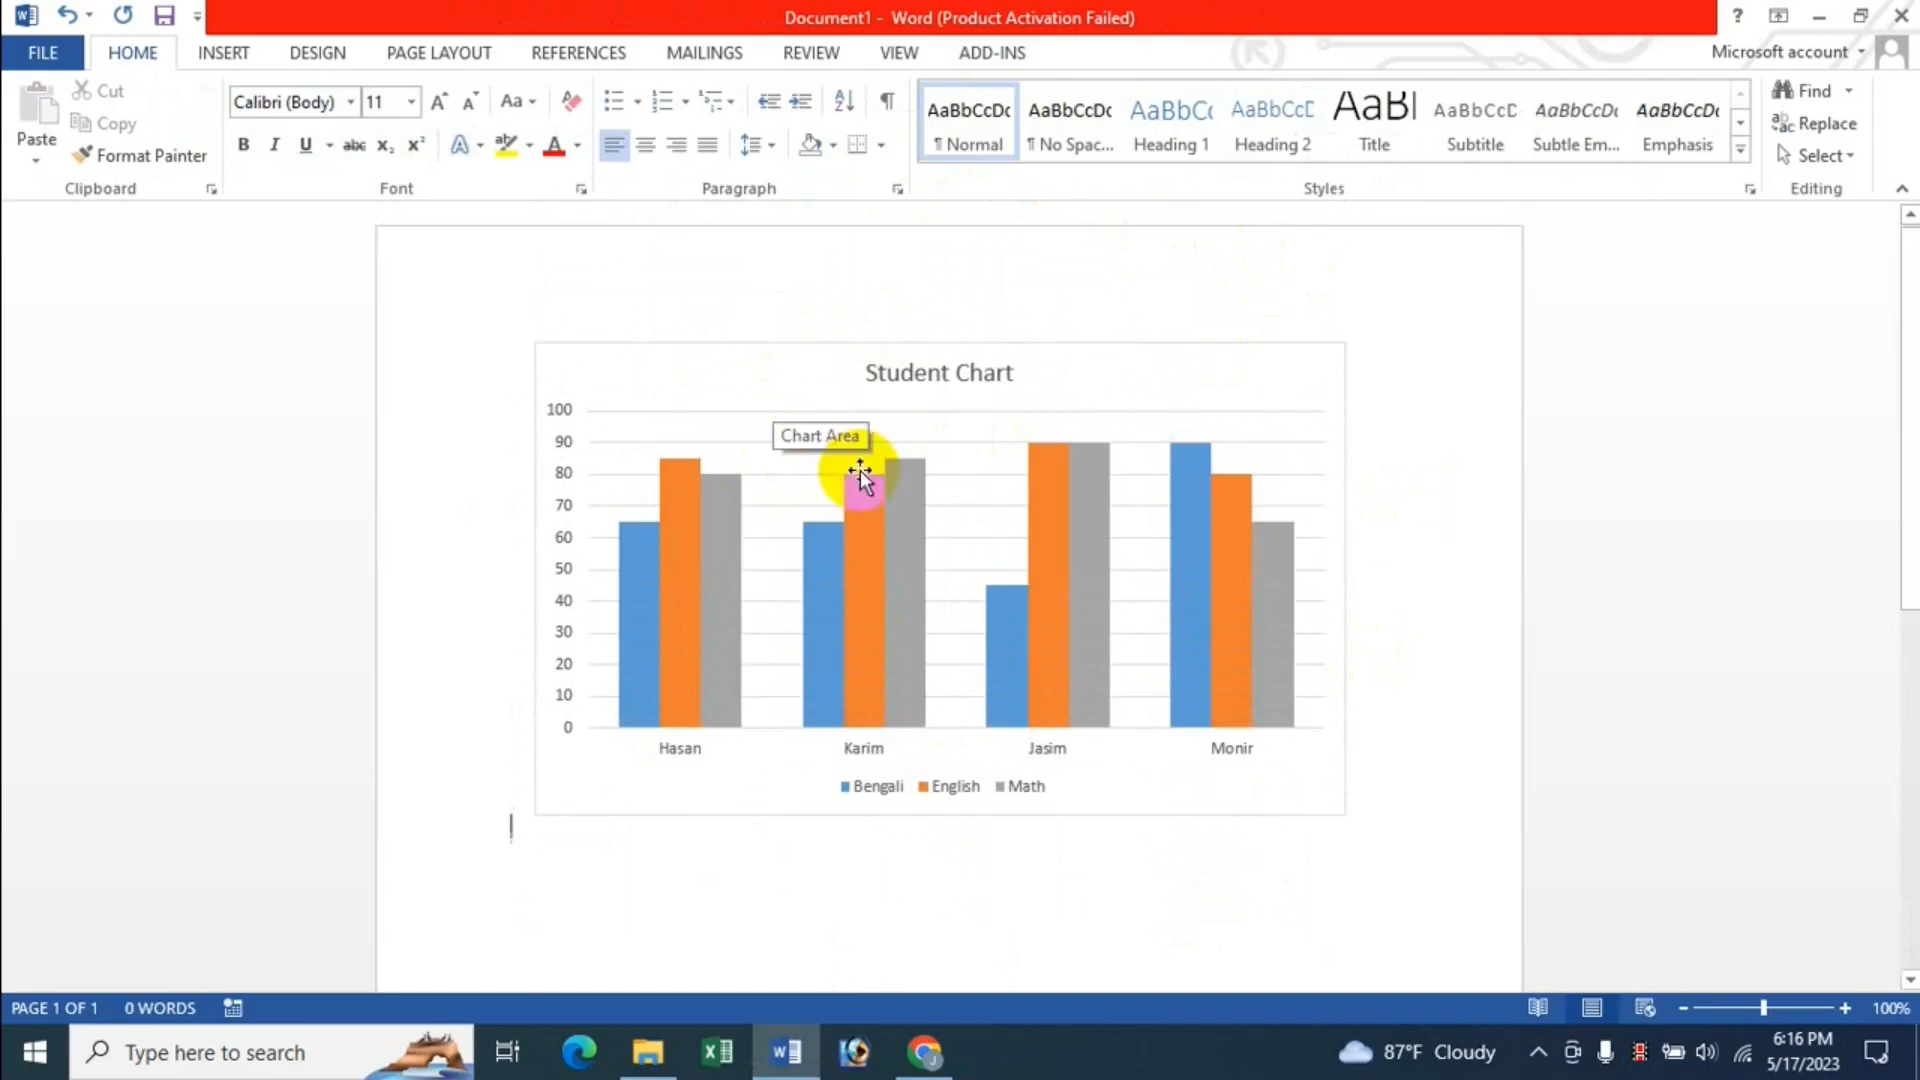 Document1 - Word (Product Activation Failed)
FILE HOME INSERT DESIGN PAGE LAYOUT REFERENCES MAILINGS REVIEW VIEW ADD-INS Microsoft account
Paste
Cut
Copy
Format Painter
Clipboard
Calibri (Body) 11
Font
Paragraph
AaBbCcDc AaBbCcDc AaBbC AaBbCcD AaBl AaBbCcD AaBbCcDc AaBbCcDc
¶ Normal ¶ No Spac... Heading 1 Heading 2 Title Subtitle Subtle Em... Emphasis
Styles
Find
Replace
Select
Editing
Student Chart
Chart Area
100
90
80
70
60
50
40
30
20
10
0
Hasan Karim Jasim Monir
Bengali English Math
PAGE 1 OF 1 0 WORDS 100%
Type here to search
87°F Cloudy
6:16 PM
5/17/2023